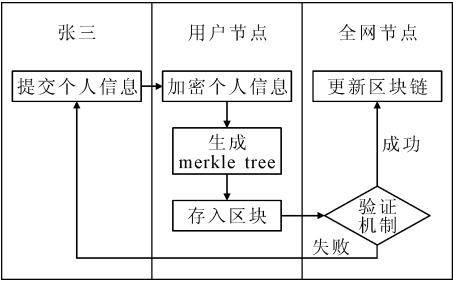 张三
用户节点
全网节点
提交个人信息
加密个人信息
更新区块链
生成
merkle tree
成功
存入区块
验证
机制
失败